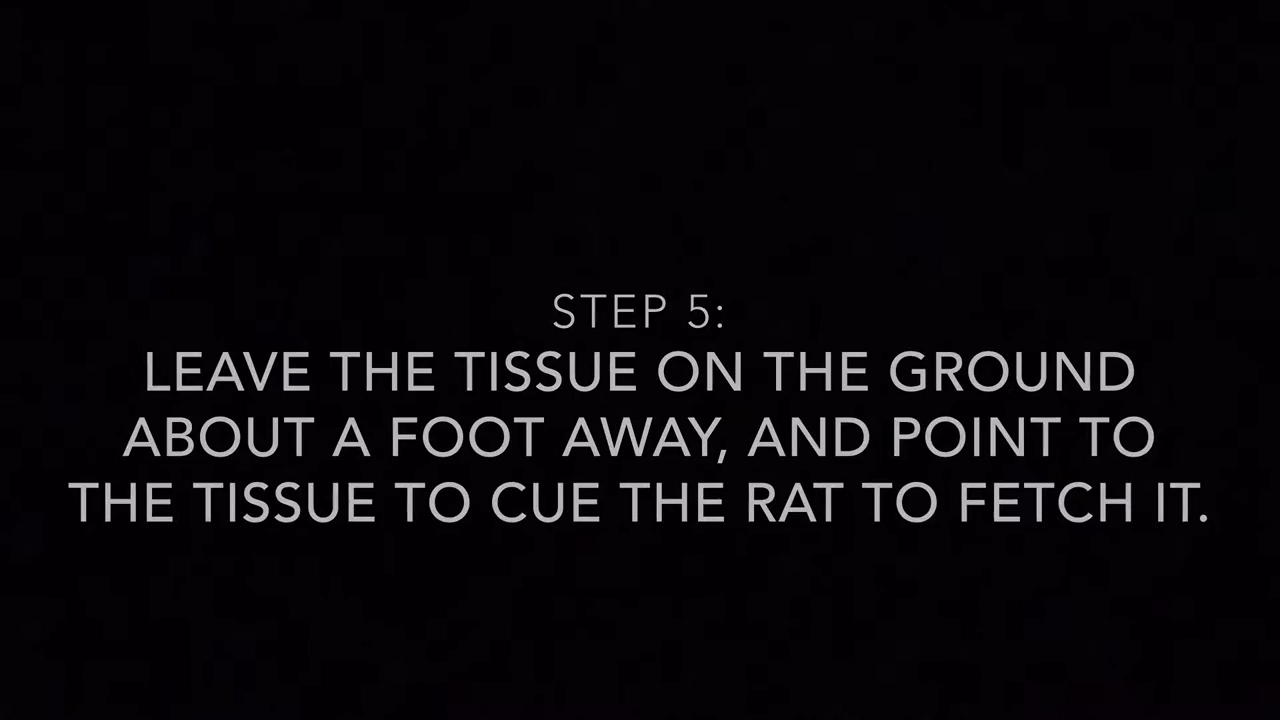 STEP 5:
LEAVE THE TISSUE ON THE GROUND
ABOUT A FOOT AWAY, AND POINT TO
THE TISSUE TO CUE THE RAT TO FETCH IT.